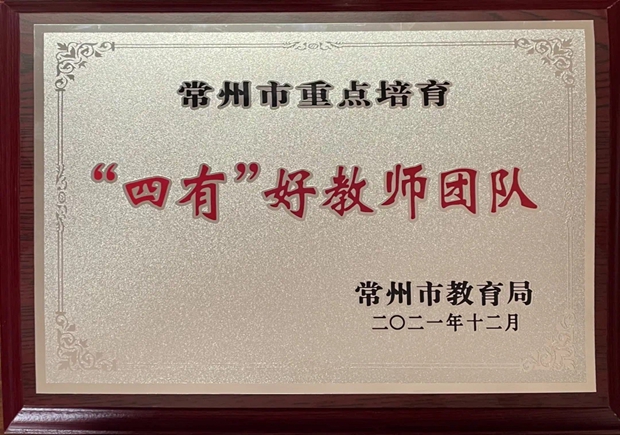 常州市重点培育
“四有”好教师团队
常州市教育局
二〇二一年十二月